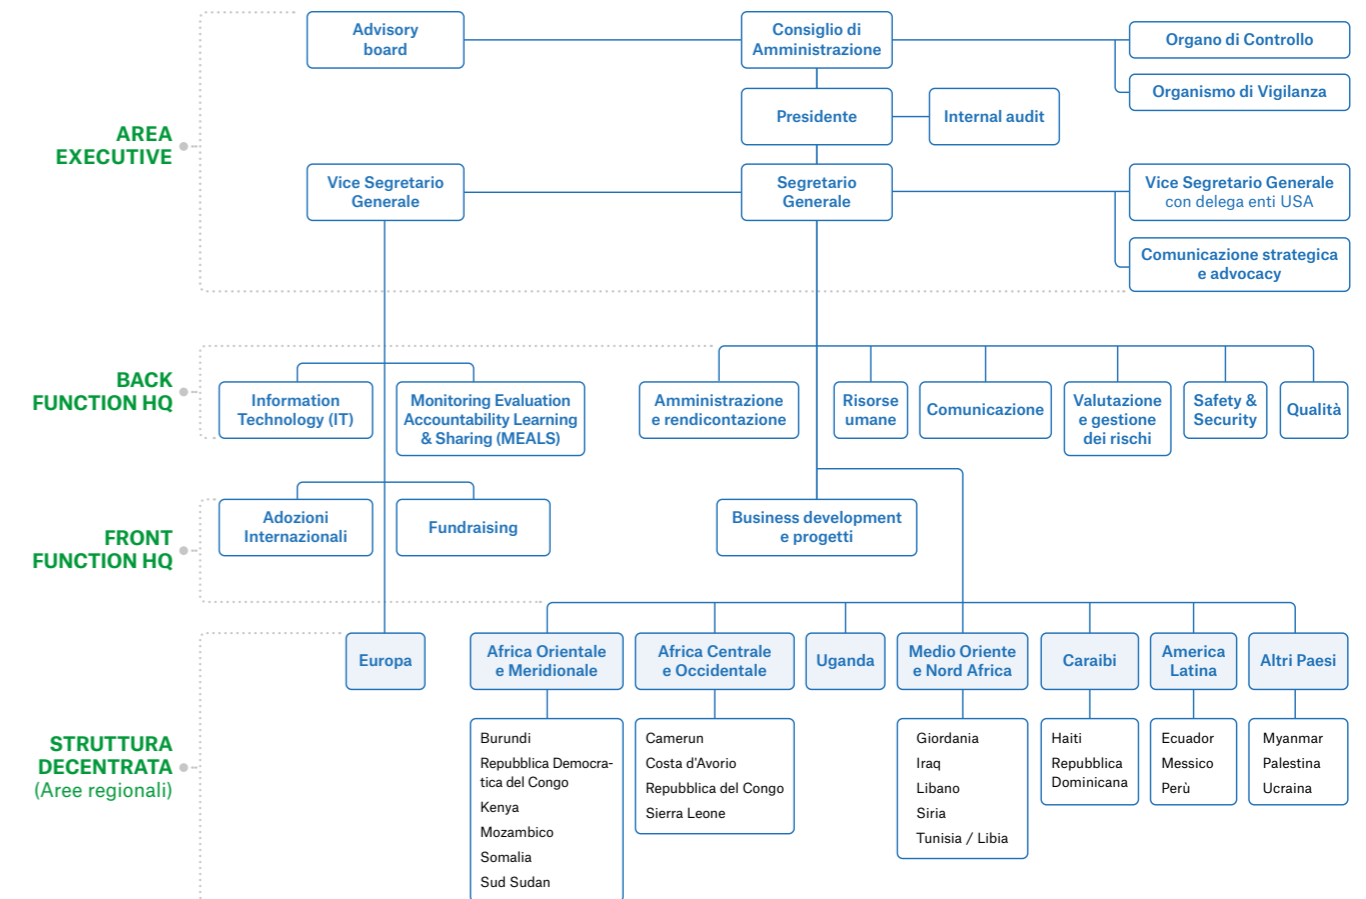 AREA
EXECUTIVE
Advisory
board
Consiglio di
Amministrazione
Organo di Controllo
Organismo di Vigilanza
Presidente
Internal audit
Vice Segretario
Generale
Segretario
Generale
Vice Segretario Generale
con delega enti USA
Comunicazione strategica
e advocacy
BACK
FUNCTION HQ
Information
Technology (IT)
Monitoring Evaluation
Accountability Learning
& Sharing (MEALS)
Amministrazione
e rendicontazione
Risorse
umane
Comunicazione
Valutazione
e gestione
dei rischi
Safety &
Security
Qualità
FRONT
FUNCTION HQ
Adozioni
Internazionali
Fundraising
Business development
e progetti
STRUTTURA
DECENTRATA
(Aree regionali)
Europa
Africa Orientale
e Meridionale
Burundi
Repubblica Democra-
tica del Congo
Kenya
Mozambico
Somalia
Sud Sudan
Africa Centrale
e Occidentale
Camerun
Costa d'Avorio
Repubblica del Congo
Sierra Leone
Uganda
Medio Oriente
e Nord Africa
Giordania
Iraq
Libano
Siria
Tunisia / Libia
Caraibi
Haiti
Repubblica
Dominicana
America
Latina
Ecuador
Messico
Perù
Altri Paesi
Myanmar
Palestina
Ucraina